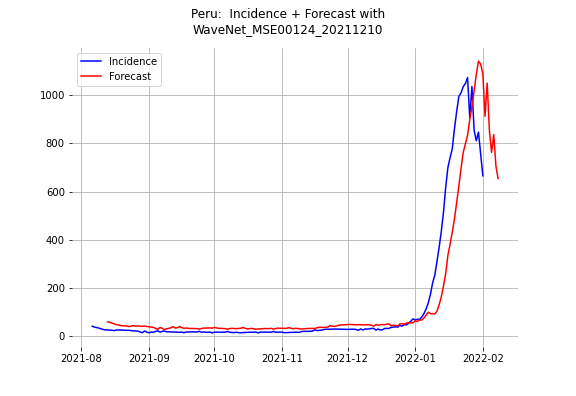 Peru:  Incidence + Forecast with
WaveNet_MSE00124_20211210
Incidence
Forecast
1000
800
600
400
200
0
2021-08 2021-09 2021-10 2021-11 2021-12 2022-01 2022-02